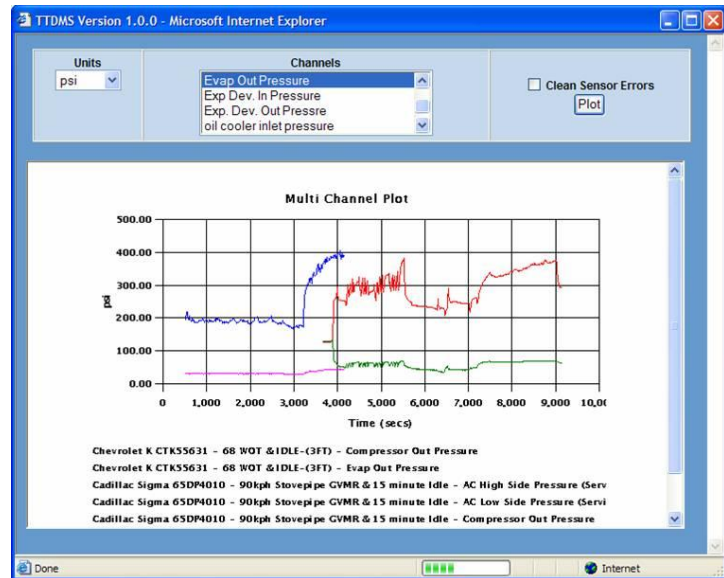 TTDMS Version 1.0.0 - Microsoft Internet Explorer
Units
psi
Channels
Evap Out Pressure
Exp Dev. In Pressure
Exp. Dev. Out Pressre
oil cooler inlet pressure
Clean Sensor Errors
Plot
Multi Channel Plot
500.00
400.00
300.00
200.00
100.00
0.00
psi
0 1,000 2,000 3,000 4,000 5,000 6,000 7,000 8,000 9,000 10,0(
Time (secs)
Chevrolet K CTK55631 - 68 WOT & IDLE-(3FT) - Compressor Out Pressure
Chevrolet K CTK55631 - 68 WOT & IDLE-(3FT) - Evap Out Pressure
Cadillac Sigma 65DP4010 - 90kph Stovepipe GVMR & 15 minute Idle - AC High Side Pressure (Serv
Cadillac Sigma 65DP4010 - 90kph Stovepipe GVMR & 15 minute Idle - AC Low Side Pressure (Servi
Cadillac Sigma 65DP4010 - 90kph Stovepipe GVMR & 15 minute Idle - Compressor Out Pressure
Done
Internet